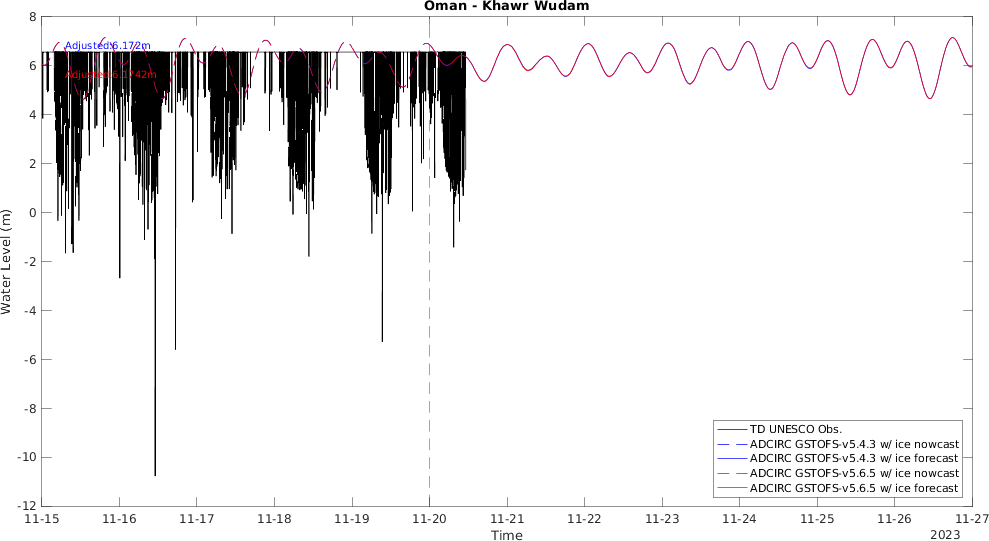 Oman - Khawr Wudam
8
6
4
2
0
-2
-4
-6
-8
-10
-12
Water Level (m)
Adjusted:6.172m
Adjusted:6.1742m
TD UNESCO Obs.
ADCIRC GSTOFS-v5.4.3 w/ ice nowcast
ADCIRC GSTOFS-v5.4.3 w/ ice forecast
ADCIRC GSTOFS-v5.6.5 w/ ice nowcast
ADCIRC GSTOFS-v5.6.5 w/ ice forecast
11-15 11-16 11-17 11-18 11-19 11-20 11-21 11-22 11-23 11-24 11-25 11-26 11-27
Time
2023